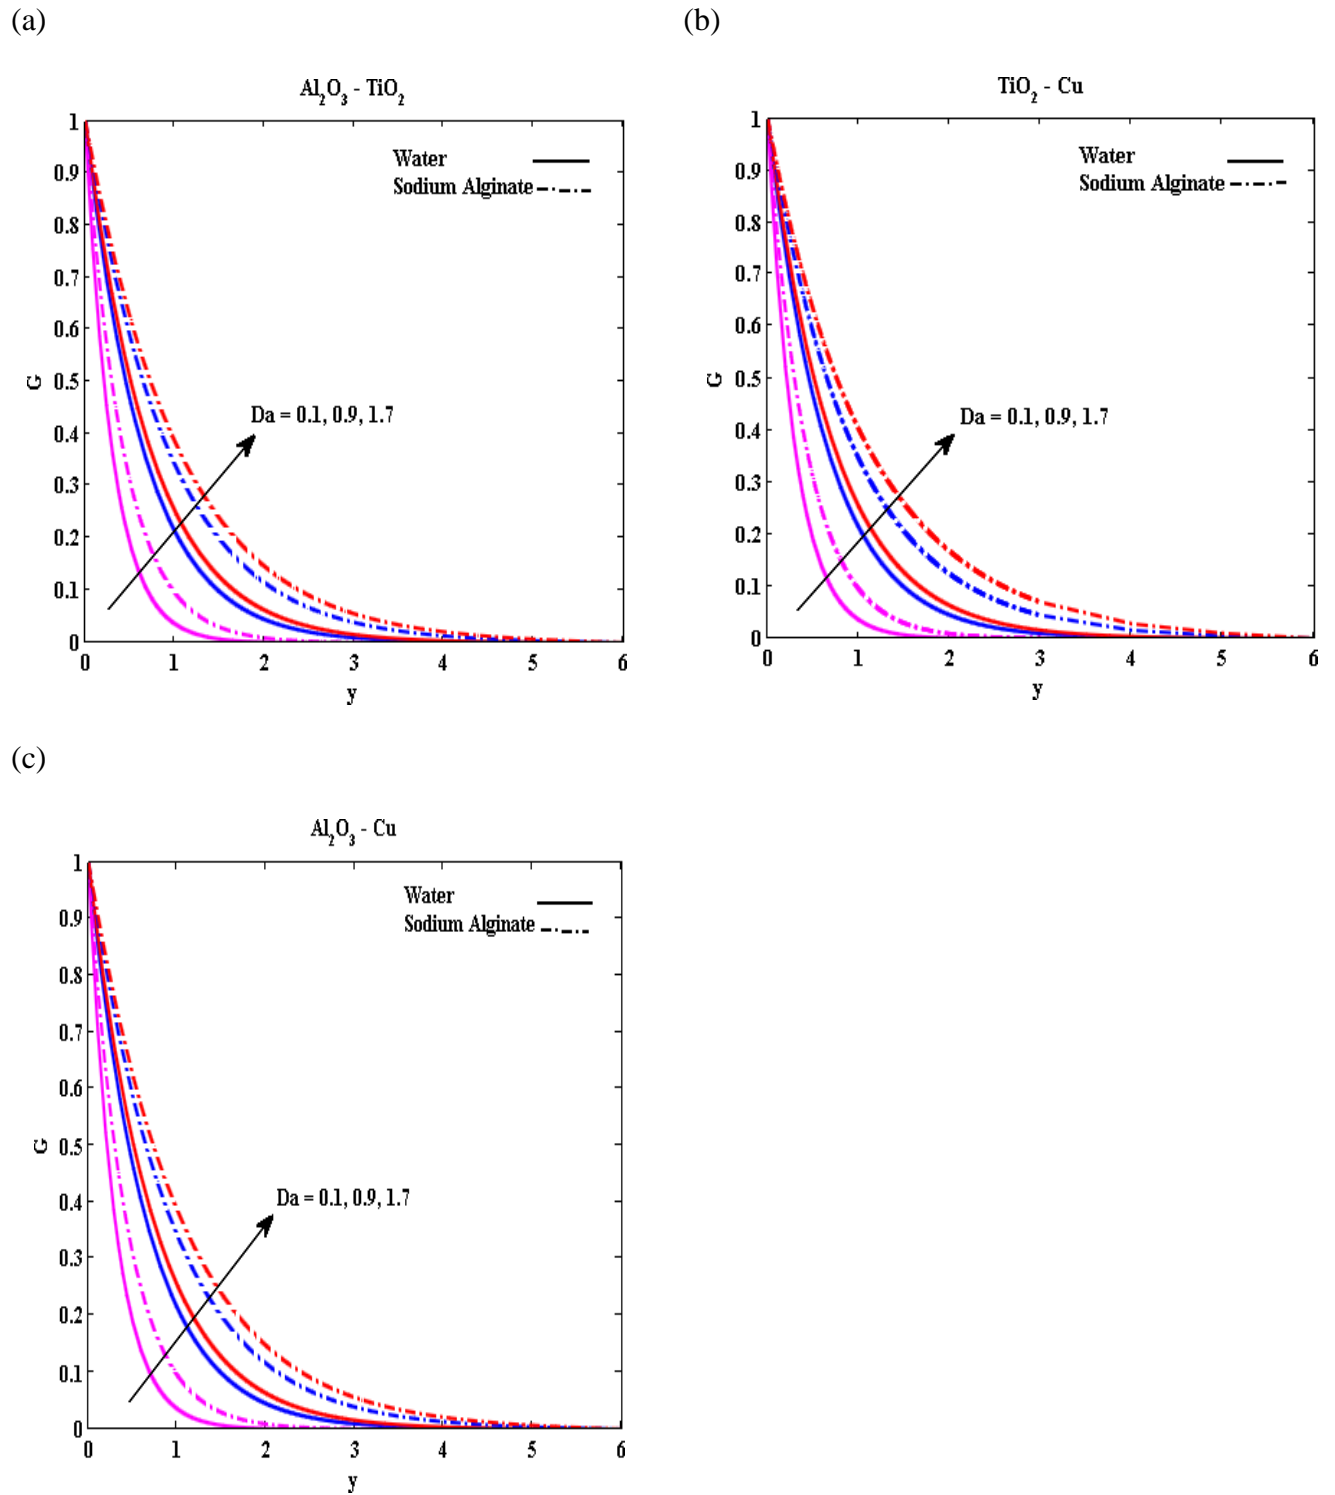 (a)
Al₂O₃ - TiO₂
Water
Sodium Alginate
Da = 0.1, 0.9, 1.7
G
1
0.9
0.8
0.7
0.6
0.5
0.4
0.3
0.2
0.1
0
0 1 2 3 4 5 6
y
(b)
TiO₂ - Cu
Water
Sodium Alginate
Da = 0.1, 0.9, 1.7
G
1
0.9
0.8
0.7
0.6
0.5
0.4
0.3
0.2
0.1
0
0 1 2 3 4 5 6
y
(c)
Al₂O₃ - Cu
Water
Sodium Alginate
Da = 0.1, 0.9, 1.7
G
1
0.9
0.8
0.7
0.6
0.5
0.4
0.3
0.2
0.1
0
0 1 2 3 4 5 6
y